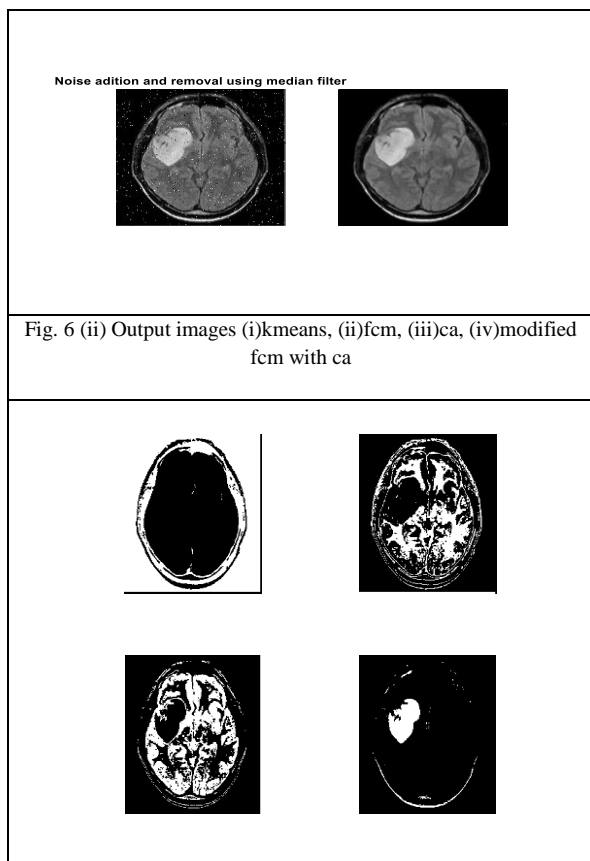 Noise adition and removal using median filter
Fig. 6 (ii) Output images (i)kmeans, (ii)fcm, (iii)ca, (iv)modified
fcm with ca